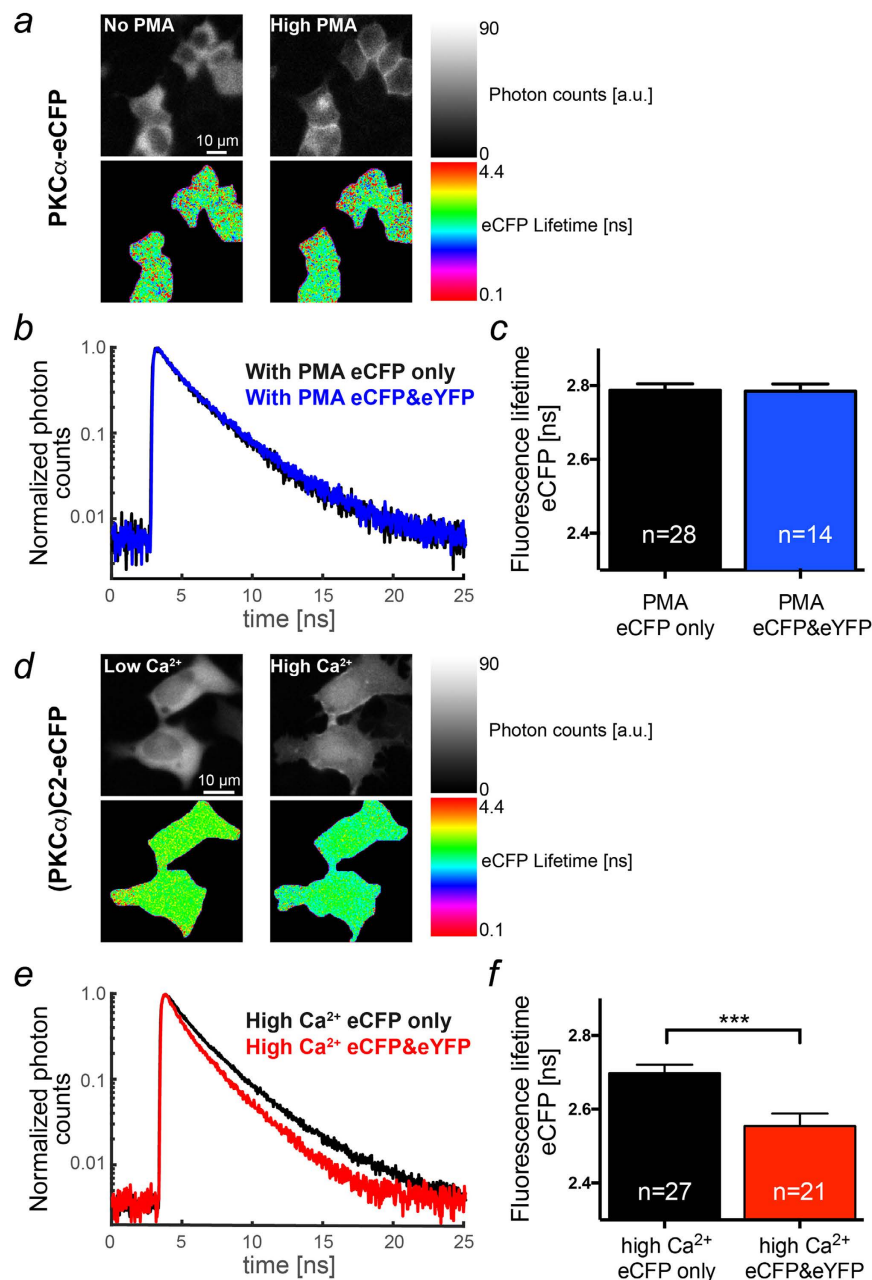 a
No PMA
High PMA
90
PKCα-eCFP
Photon counts [a.u.]
10 µm
0
4.4
eCFP Lifetime [ns]
0.1
b
1.0
With PMA eCFP only
With PMA eCFP&eYFP
0.1
0.01
Normalized photon
counts
0
5
10
15
20
25
time [ns]
c
2.8
2.6
2.4
Fluorescence lifetime
eCFP [ns]
n=28
n=14
PMA
eCFP only
PMA
eCFP&eYFP
d
Low Ca²⁺
High Ca²⁺
90
(PKCα)C2-eCFP
Photon counts [a.u.]
10 µm
0
4.4
eCFP Lifetime [ns]
0.1
e
1.0
High Ca²⁺ eCFP only
High Ca²⁺ eCFP&eYFP
0.1
0.01
Normalized photon
counts
0
5
10
15
20
25
time [ns]
f
***
2.8
2.6
2.4
Fluorescence lifetime
eCFP [ns]
n=27
n=21
high Ca²⁺
eCFP only
high Ca²⁺
eCFP&eYFP